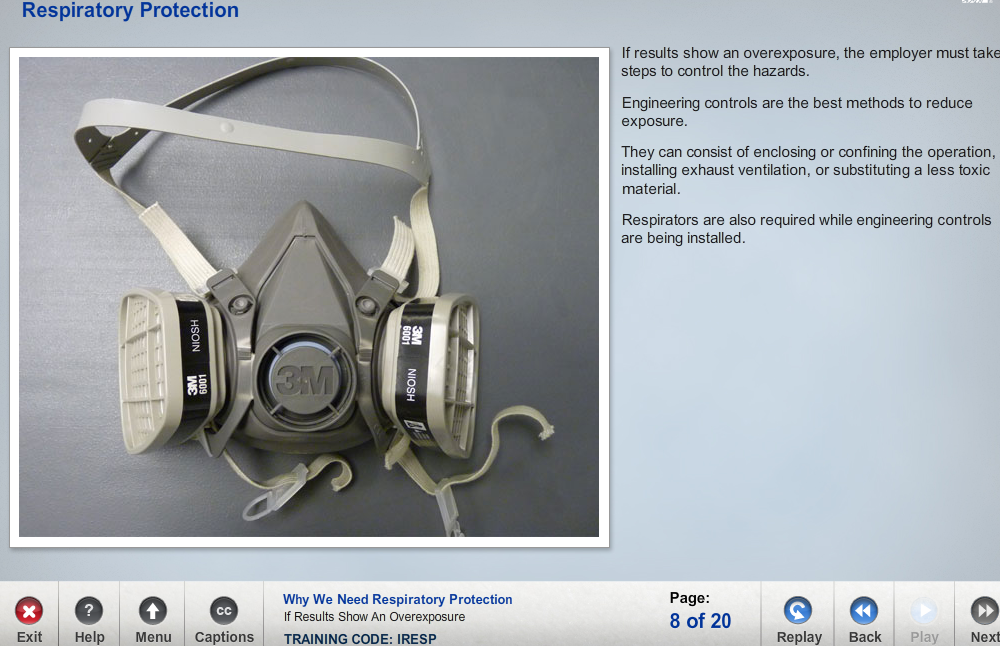 Respiratory Protection
If results show an overexposure, the employer must take
steps to control the hazards.
Engineering controls are the best methods to reduce
exposure.
They can consist of enclosing or confining the operation,
installing exhaust ventilation, or substituting a less toxic
material.
Respirators are also required while engineering controls
are being installed.
NIOSH
3M
6001
3M
3M
6001
NIOSH
Exit
Help
Menu
cc
Captions
Why We Need Respiratory Protection
If Results Show An Overexposure
TRAINING CODE: IRESP
Page:
8 of 20
Replay
Back
Play
Next